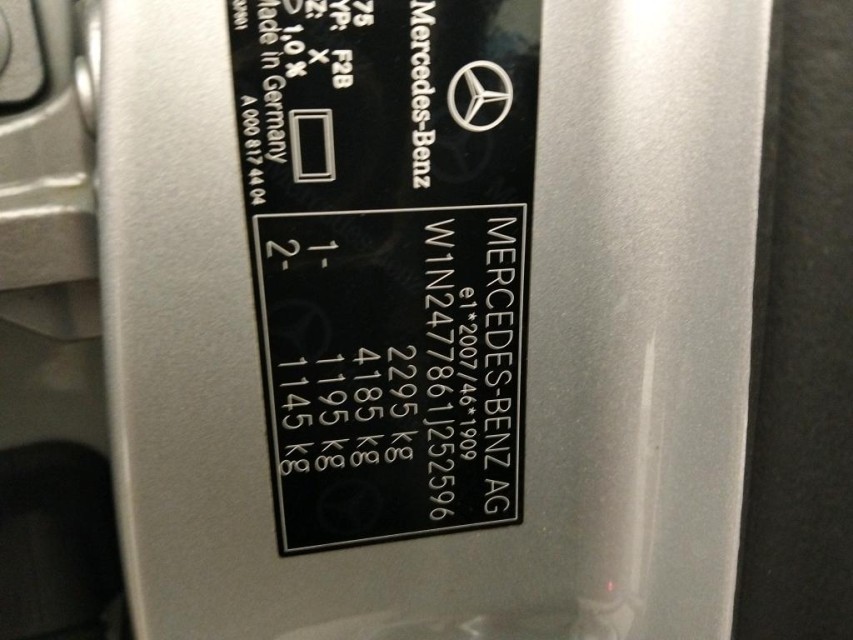 Mercedes-Benz
75
YP: F2B
Z: X
1,0 %
Made in Germany
A 000 817 44 04
MERCEDES-BENZ AG
e1*2007/46*1909
W1N2477861J252596
2295 kg
4185 kg
1- 1195 kg
2- 1145 kg